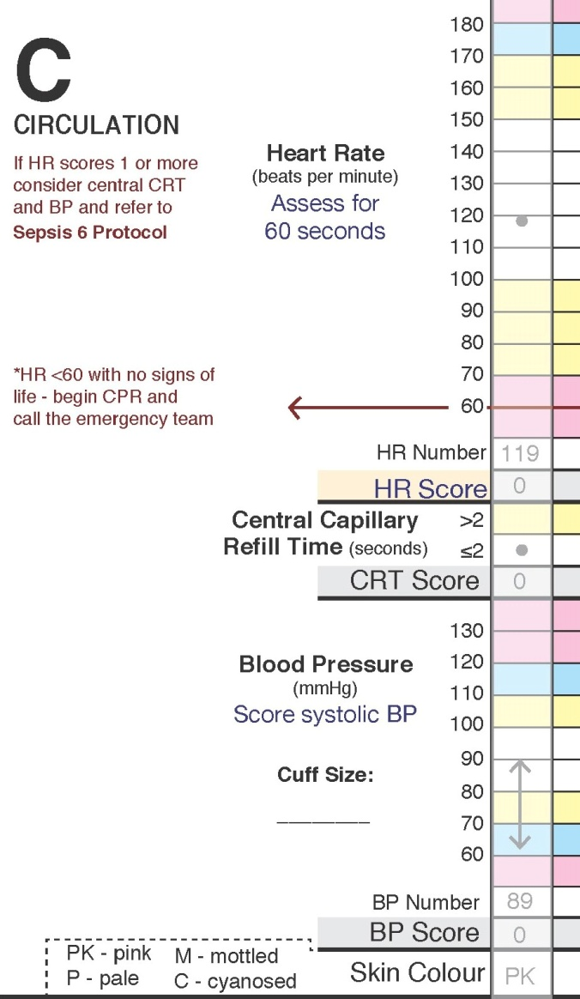 C
CIRCULATION
If HR scores 1 or more
consider central CRT
and BP and refer to
Sepsis 6 Protocol
Heart Rate
(beats per minute)
Assess for
60 seconds
180
170
160
150
140
130
120
110
100
90
80
70
60
*HR <60 with no signs of
life - begin CPR and
call the emergency team
HR Number 119
HR Score 0
Central Capillary >2
Refill Time (seconds) ≤2
CRT Score 0
Blood Pressure
(mmHg)
Score systolic BP
130
120
110
100
90
80
70
60
Cuff Size:
________
BP Number 89
BP Score 0
Skin Colour PK
PK - pink M - mottled
P - pale C - cyanosed